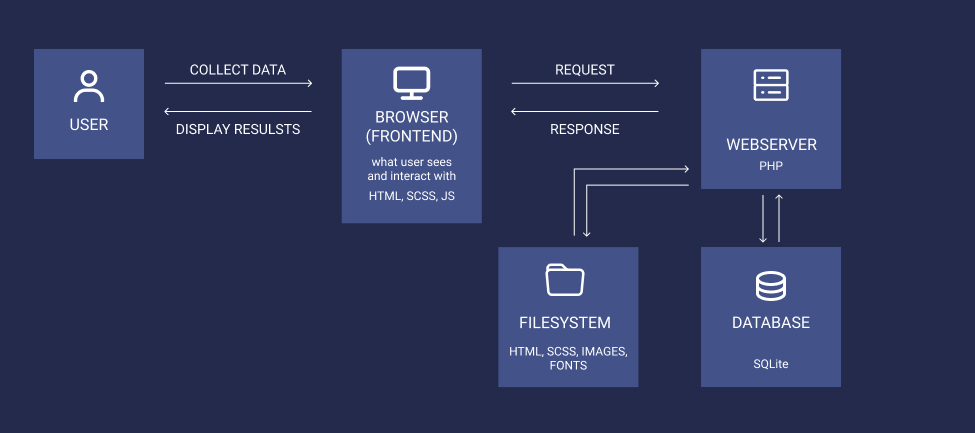 USER
COLLECT DATA
DISPLAY RESULSTS
BROWSER
(FRONTEND)
what user sees
and interact with
HTML, SCSS, JS
REQUEST
RESPONSE
WEBSERVER
PHP
FILESYSTEM
HTML, SCSS, IMAGES,
FONTS
DATABASE
SQLite